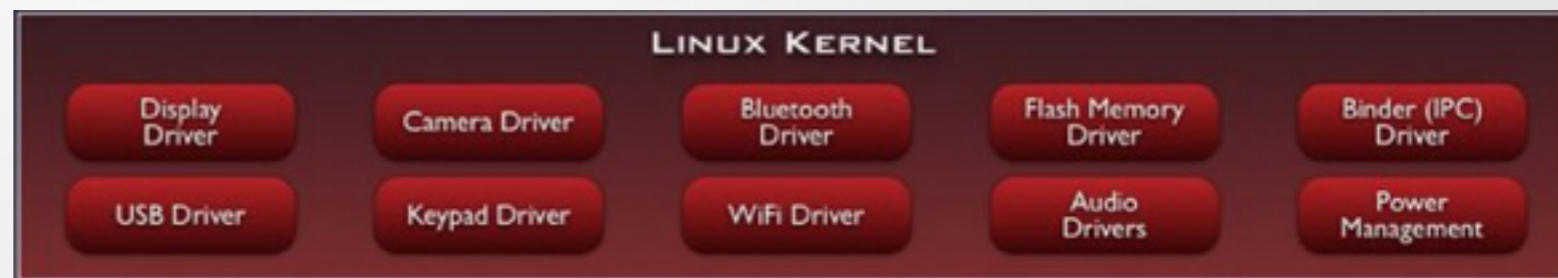 LINUX KERNEL
Display
Driver
Camera Driver
Bluetooth
Driver
Flash Memory
Driver
Binder (IPC)
Driver
USB Driver
Keypad Driver
WiFi Driver
Audio
Drivers
Power
Management